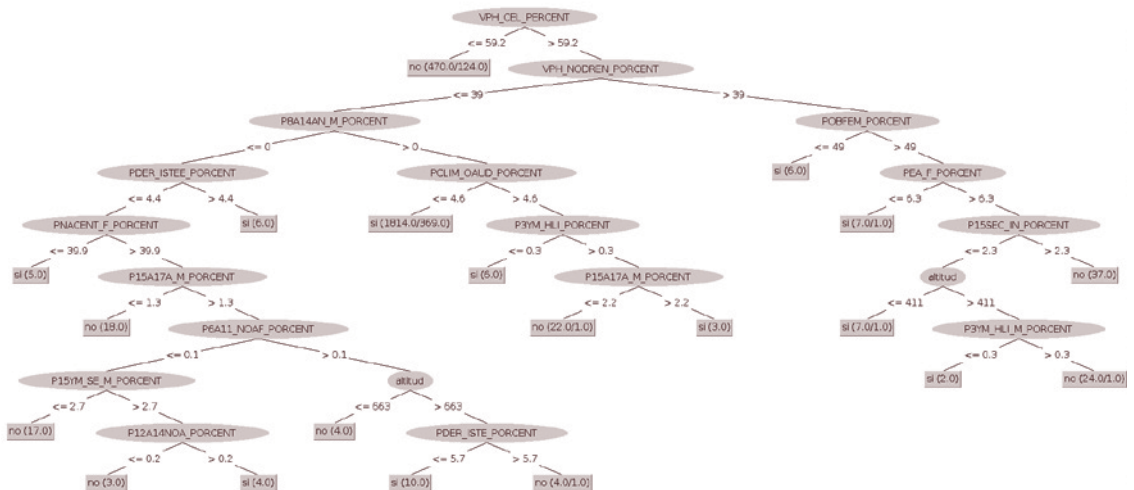 VPH_CEL_PERCENT
<= 59.2 > 59.2
no (470.0/124.0) VPH_NODREN_PORCENT
<= 39 > 39
P8A14AN_M_PORCENT POBFEM_PORCENT
<= 0 > 0 <= 49 > 49
PDER_ISTEE_PORCENT PCLIM_OAUD_PORCENT si (6.0) PEA_F_PORCENT
<= 4.4 > 4.4 <= 4.6 > 4.6 <= 6.3 > 6.3
PNACENT_F_PORCENT si (6.0) si (1814.0/369.0) P3YM_HLI_PORCENT si (7.0/1.0) P15SEC_IN_PORCENT
<= 39.9 > 39.9 <= 0.3 > 0.3 <= 2.3 > 2.3
si (5.0) P15A17A_M_PORCENT si (6.0) P15A17A_M_PORCENT altitud no (37.0)
<= 1.3 > 1.3 <= 2.2 > 2.2 <= 411 > 411
no (18.0) P6A11_NOAF_PORCENT no (22.0/1.0) si (3.0) si (7.0/1.0) P3YM_HLI_M_PORCENT
<= 0.1 > 0.1 <= 0.3 > 0.3
P15YM_SE_M_PORCENT altitud si (2.0) no (24.0/1.0)
<= 2.7 > 2.7 <= 663 > 663
no (17.0) P12A14NOA_PORCENT no (4.0) PDER_ISTE_PORCENT
<= 0.2 > 0.2 <= 5.7 > 5.7
no (3.0) si (4.0) si (10.0) no (4.0/1.0)